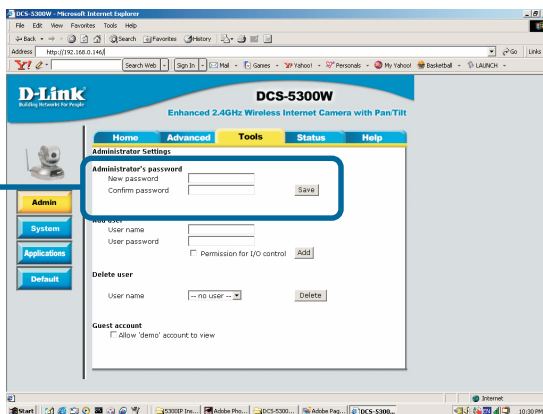 DCS-5300W - Microsoft Internet Explorer
File Edit View Favorites Tools Help
Back Search Favorites History
Address http://192.168.0.146/ Go Links
Y! Search Web Sign In Mail Games Yahoo! Personals My Yahoo! Basketball LAUNCH
D-Link
Building Networks for People
DCS-5300W
Enhanced 2.4GHz Wireless Internet Camera with Pan/Tilt
Home Advanced Tools Status Help
Administrator Settings
Administrator's password
New password
Confirm password Save
Admin
System
Applications
Default
Add user
User name
User password
Permission for I/O control Add
Delete user
User name -- no user -- Delete
Guest account
Allow 'demo' account to view
Internet
Start 5300IP Ins... Adobe Pho... DCS-5300... Adobe Pag... DCS-5300... 10:30 PM